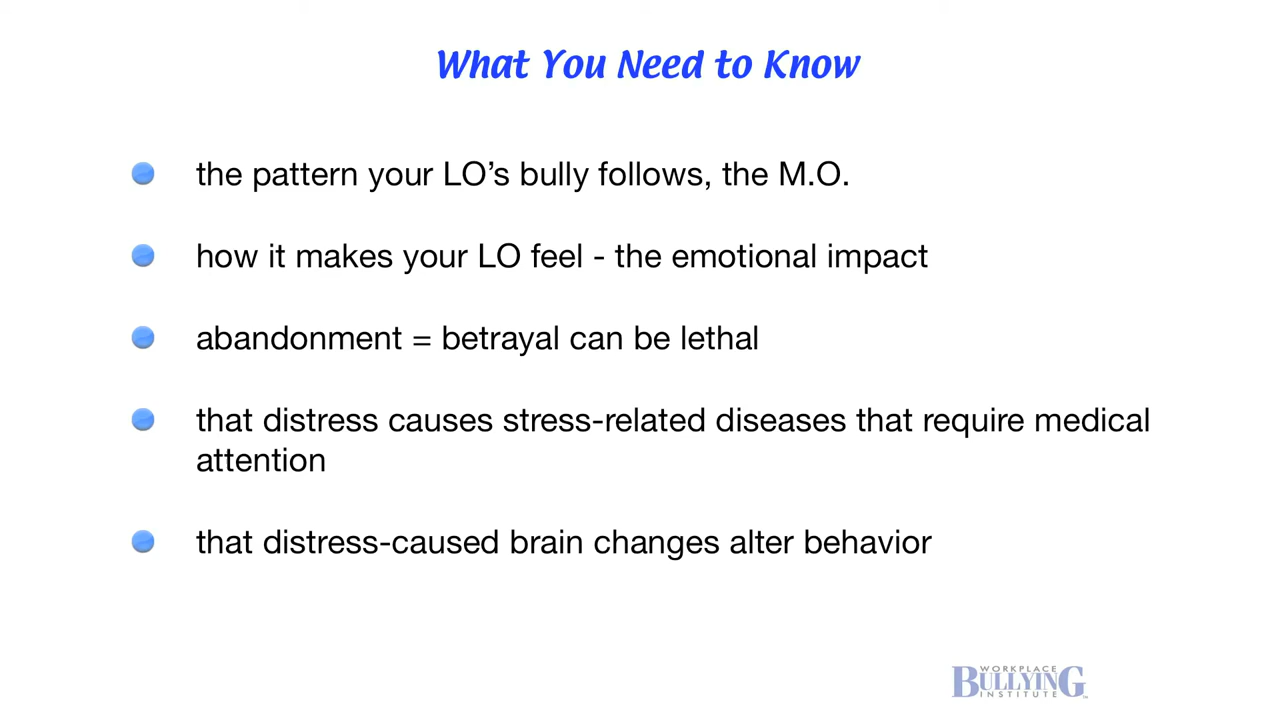 What You Need to Know
the pattern your LO’s bully follows, the M.O.
how it makes your LO feel - the emotional impact
abandonment = betrayal can be lethal
that distress causes stress-related diseases that require medical
attention
that distress-caused brain changes alter behavior
WORKPLACE
BULLYING
INSTITUTE